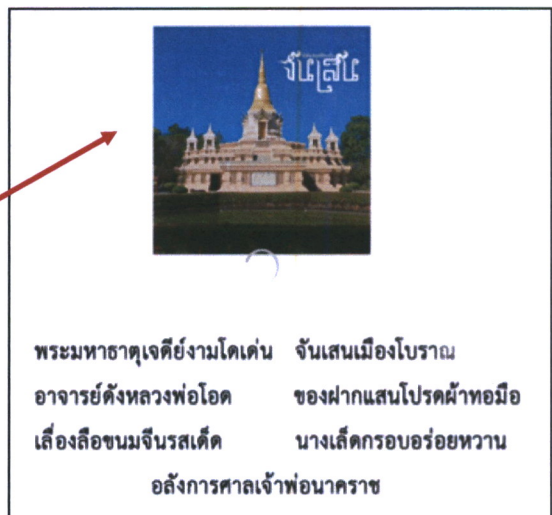 จันเสน
พระมหาธาตุเจดีย์งามโดดเด่น จันเสนเมืองโบราณ
อาจารย์ดังหลวงพ่อโอด ของฝากแสนโปรดผ้าทอมือ
เลื่องลือขนมจีนรสเด็ด นางเล็ดกรอบอร่อยหวาน
อลังการศาลเจ้าพ่อนาคราช